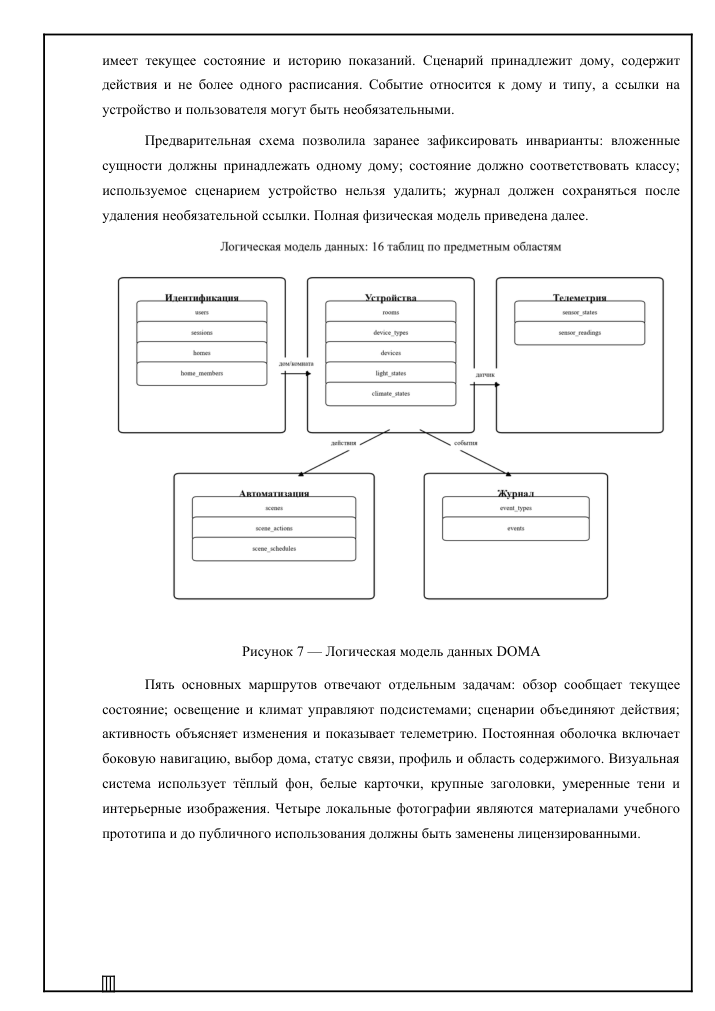 имеет текущее состояние и историю показаний. Сценарий принадлежит дому, содержит
действия и не более одного расписания. Событие относится к дому и типу, а ссылки на
устройство и пользователя могут быть необязательными.
Предварительная схема позволила заранее зафиксировать инварианты: вложенные
сущности должны принадлежать одному дому; состояние должно соответствовать классу;
используемое сценарием устройство нельзя удалить; журнал должен сохраняться после
удаления необязательной ссылки. Полная физическая модель приведена далее.
Логическая модель данных: 16 таблиц по предметным областям
Идентификация
users
sessions
homes
home_members
дом/комната
Устройства
rooms
device_types
devices
light_states
climate_states
датчик
Телеметрия
sensor_states
sensor_readings
действия
события
Автоматизация
scenes
scene_actions
scene_schedules
Журнал
event_types
events
Рисунок 7 — Логическая модель данных DOMA
Пять основных маршрутов отвечают отдельным задачам: обзор сообщает текущее
состояние; освещение и климат управляют подсистемами; сценарии объединяют действия;
активность объясняет изменения и показывает телеметрию. Постоянная оболочка включает
боковую навигацию, выбор дома, статус связи, профиль и область содержимого. Визуальная
система использует тёплый фон, белые карточки, крупные заголовки, умеренные тени и
интерьерные изображения. Четыре локальные фотографии являются материалами учебного
прототипа и до публичного использования должны быть заменены лицензированными.